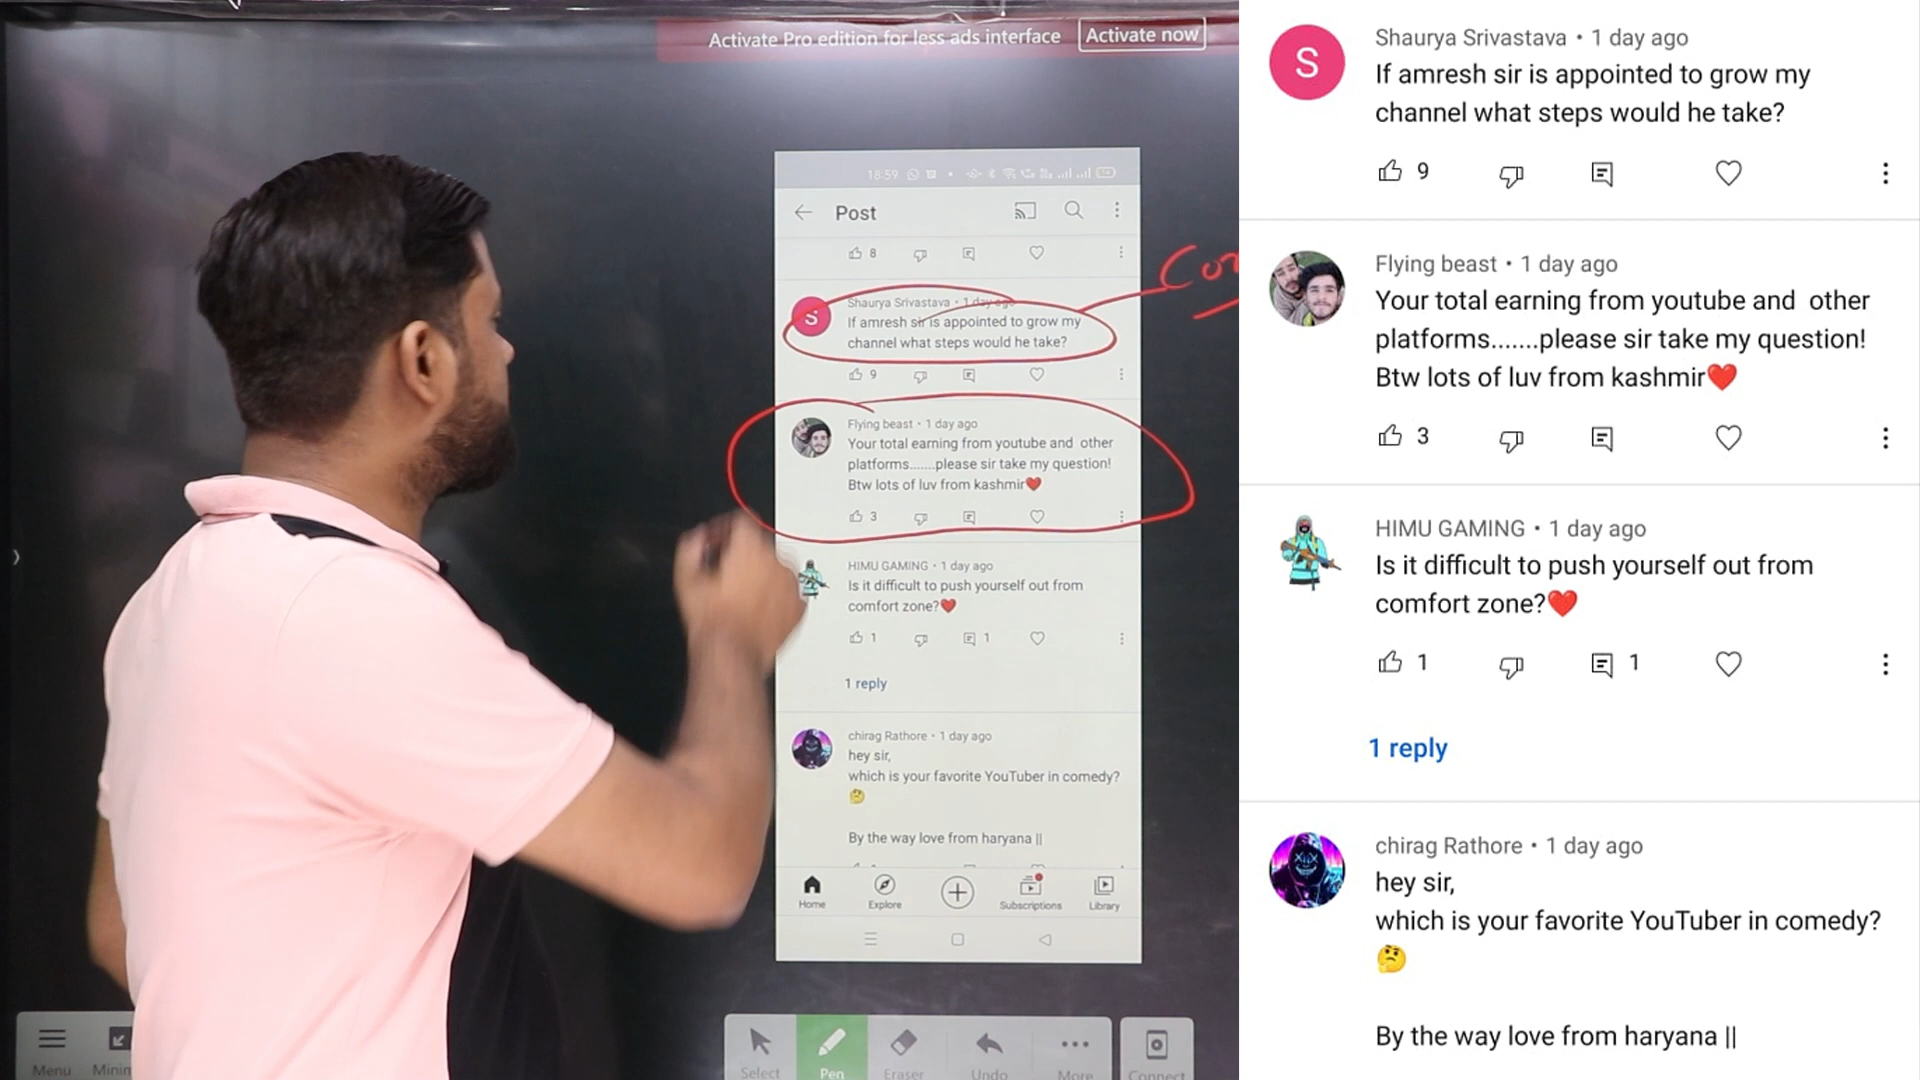 Activate Pro edition for less ads interface Activate now
18:59
Post
8
Shaurya Srivastava • 1 day ago
S
If amresh sir is appointed to grow my
channel what steps would he take?
9
Flying beast • 1 day ago
Your total earning from youtube and other
platforms.......please sir take my question!
Btw lots of luv from kashmir❤️
3
HIMU GAMING • 1 day ago
Is it difficult to push yourself out from
comfort zone?❤️
1 1
1 reply
chirag Rathore • 1 day ago
hey sir,
which is your favorite YouTuber in comedy?
🤔
By the way love from haryana ||
Home Explore Subscriptions Library
Menu
Select Pen Eraser Undo More Connect
Shaurya Srivastava • 1 day ago
S
If amresh sir is appointed to grow my
channel what steps would he take?
9
Flying beast • 1 day ago
Your total earning from youtube and other
platforms.......please sir take my question!
Btw lots of luv from kashmir❤️
3
HIMU GAMING • 1 day ago
Is it difficult to push yourself out from
comfort zone?❤️
1 1
1 reply
chirag Rathore • 1 day ago
hey sir,
which is your favorite YouTuber in comedy?
🤔
By the way love from haryana ||